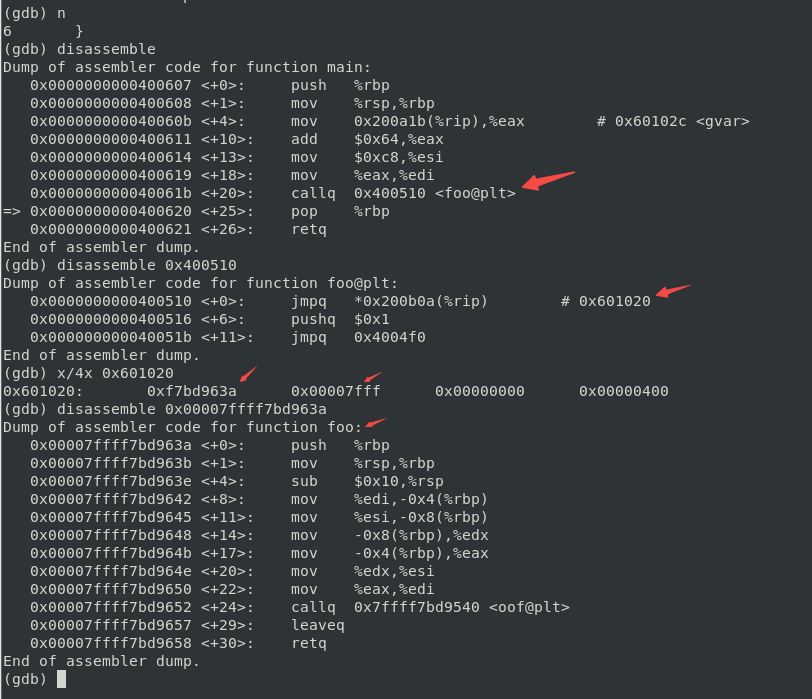 (gdb) n
6       }
(gdb) disassemble
Dump of assembler code for function main:
   0x0000000000400607 <+0>:     push   %rbp
   0x0000000000400608 <+1>:     mov    %rsp,%rbp
   0x000000000040060b <+4>:     mov    0x200a1b(%rip),%eax        # 0x60102c <gvar>
   0x0000000000400611 <+10>:    add    $0x64,%eax
   0x0000000000400614 <+13>:    mov    $0xc8,%esi
   0x0000000000400619 <+18>:    mov    %eax,%edi
   0x000000000040061b <+20>:    callq  0x400510 <foo@plt>
=> 0x0000000000400620 <+25>:    pop    %rbp
   0x0000000000400621 <+26>:    retq
End of assembler dump.
(gdb) disassemble 0x400510
Dump of assembler code for function foo@plt:
   0x0000000000400510 <+0>:     jmpq   *0x200b0a(%rip)        # 0x601020
   0x0000000000400516 <+6>:     pushq  $0x1
   0x000000000040051b <+11>:    jmpq   0x4004f0
End of assembler dump.
(gdb) x/4x 0x601020
0x601020:       0xf7bd963a      0x00007fff      0x00000000      0x00000400
(gdb) disassemble 0x00007ffff7bd963a
Dump of assembler code for function foo:
   0x00007ffff7bd963a <+0>:     push   %rbp
   0x00007ffff7bd963b <+1>:     mov    %rsp,%rbp
   0x00007ffff7bd963e <+4>:     sub    $0x10,%rsp
   0x00007ffff7bd9642 <+8>:     mov    %edi,-0x4(%rbp)
   0x00007ffff7bd9645 <+11>:    mov    %esi,-0x8(%rbp)
   0x00007ffff7bd9648 <+14>:    mov    -0x8(%rbp),%edx
   0x00007ffff7bd964b <+17>:    mov    -0x4(%rbp),%eax
   0x00007ffff7bd964e <+20>:    mov    %edx,%esi
   0x00007ffff7bd9650 <+22>:    mov    %eax,%edi
   0x00007ffff7bd9652 <+24>:    callq  0x7ffff7bd9540 <oof@plt>
   0x00007ffff7bd9657 <+29>:    leaveq
   0x00007ffff7bd9658 <+30>:    retq
End of assembler dump.
(gdb)